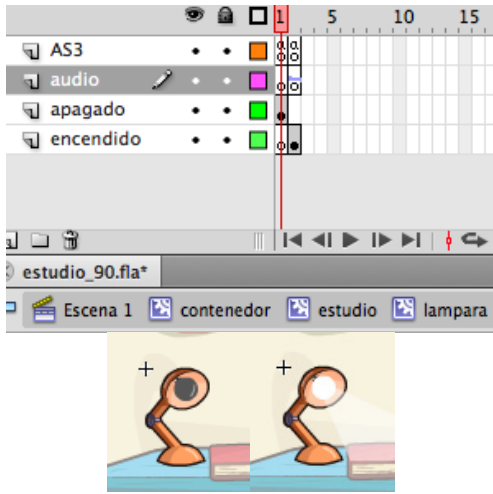 1 5 10 15
AS3
audio
apagado
encendido
estudio_90.fla*
Escena 1 contenedor estudio lampara